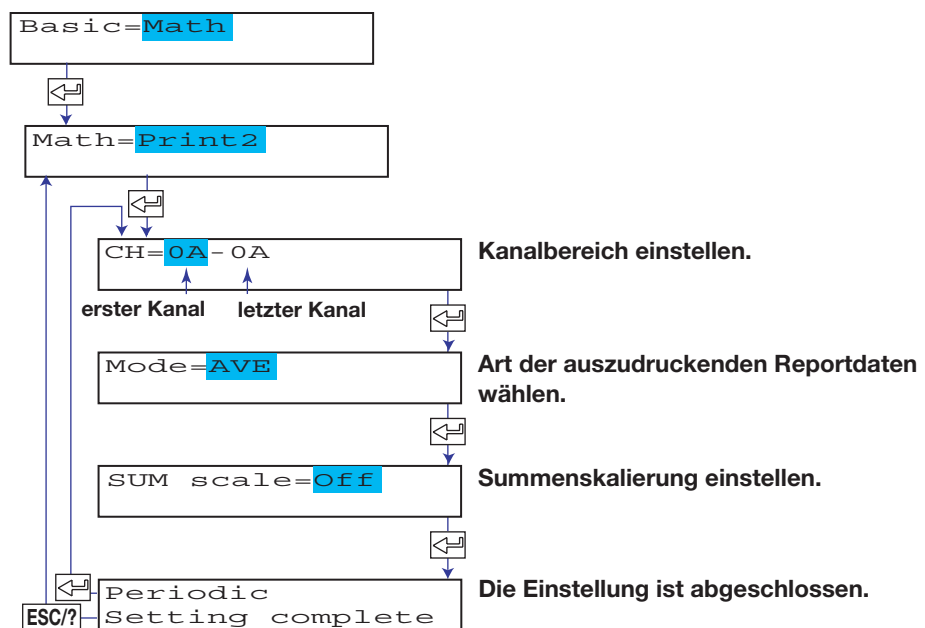 Basic=Math
Math=Print2
CH=0A-0A
Kanalbereich einstellen.
erster Kanal
letzter Kanal
Mode=AVE
Art der auszudruckenden Reportdaten
wählen.
SUM scale=Off
Summenskalierung einstellen.
Periodic
Setting complete
Die Einstellung ist abgeschlossen.
ESC/?